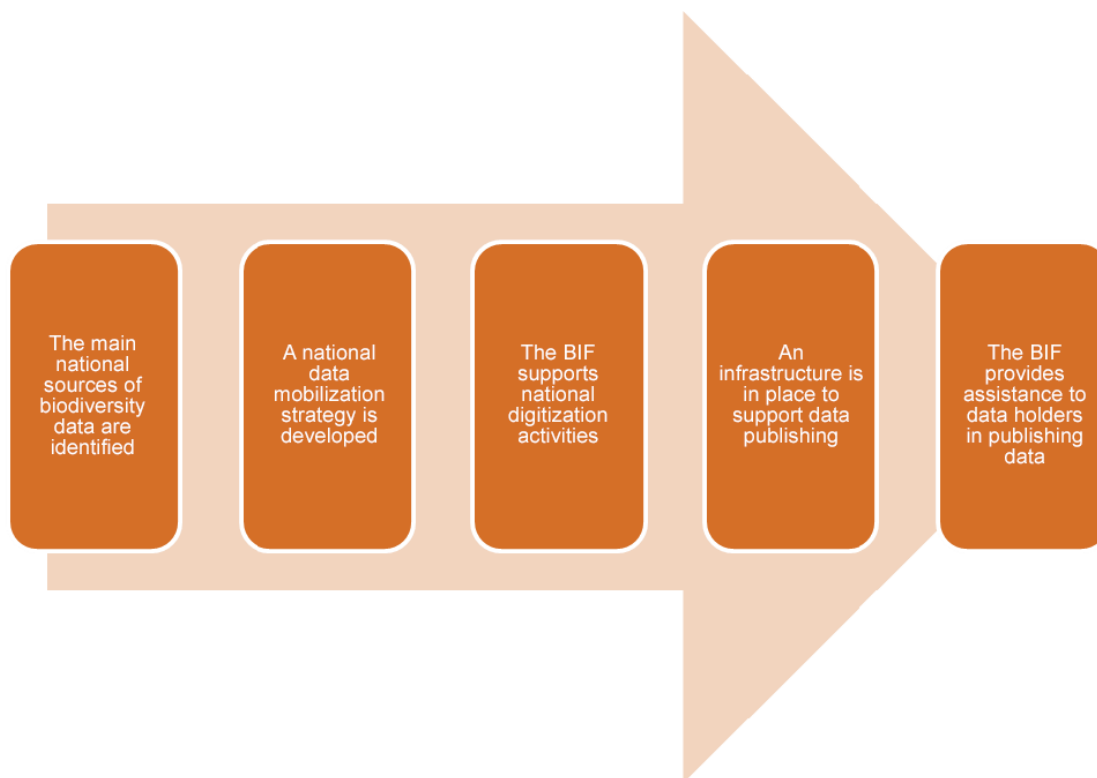 The main
national
sources of
biodiversity
data are
identified
A national
data
mobilization
strategy is
developed
The BIF
supports
national
digitization
activities
An
infrastructure is
in place to
support data
publishing
The BIF
provides
assistance to
data holders
in publishing
data